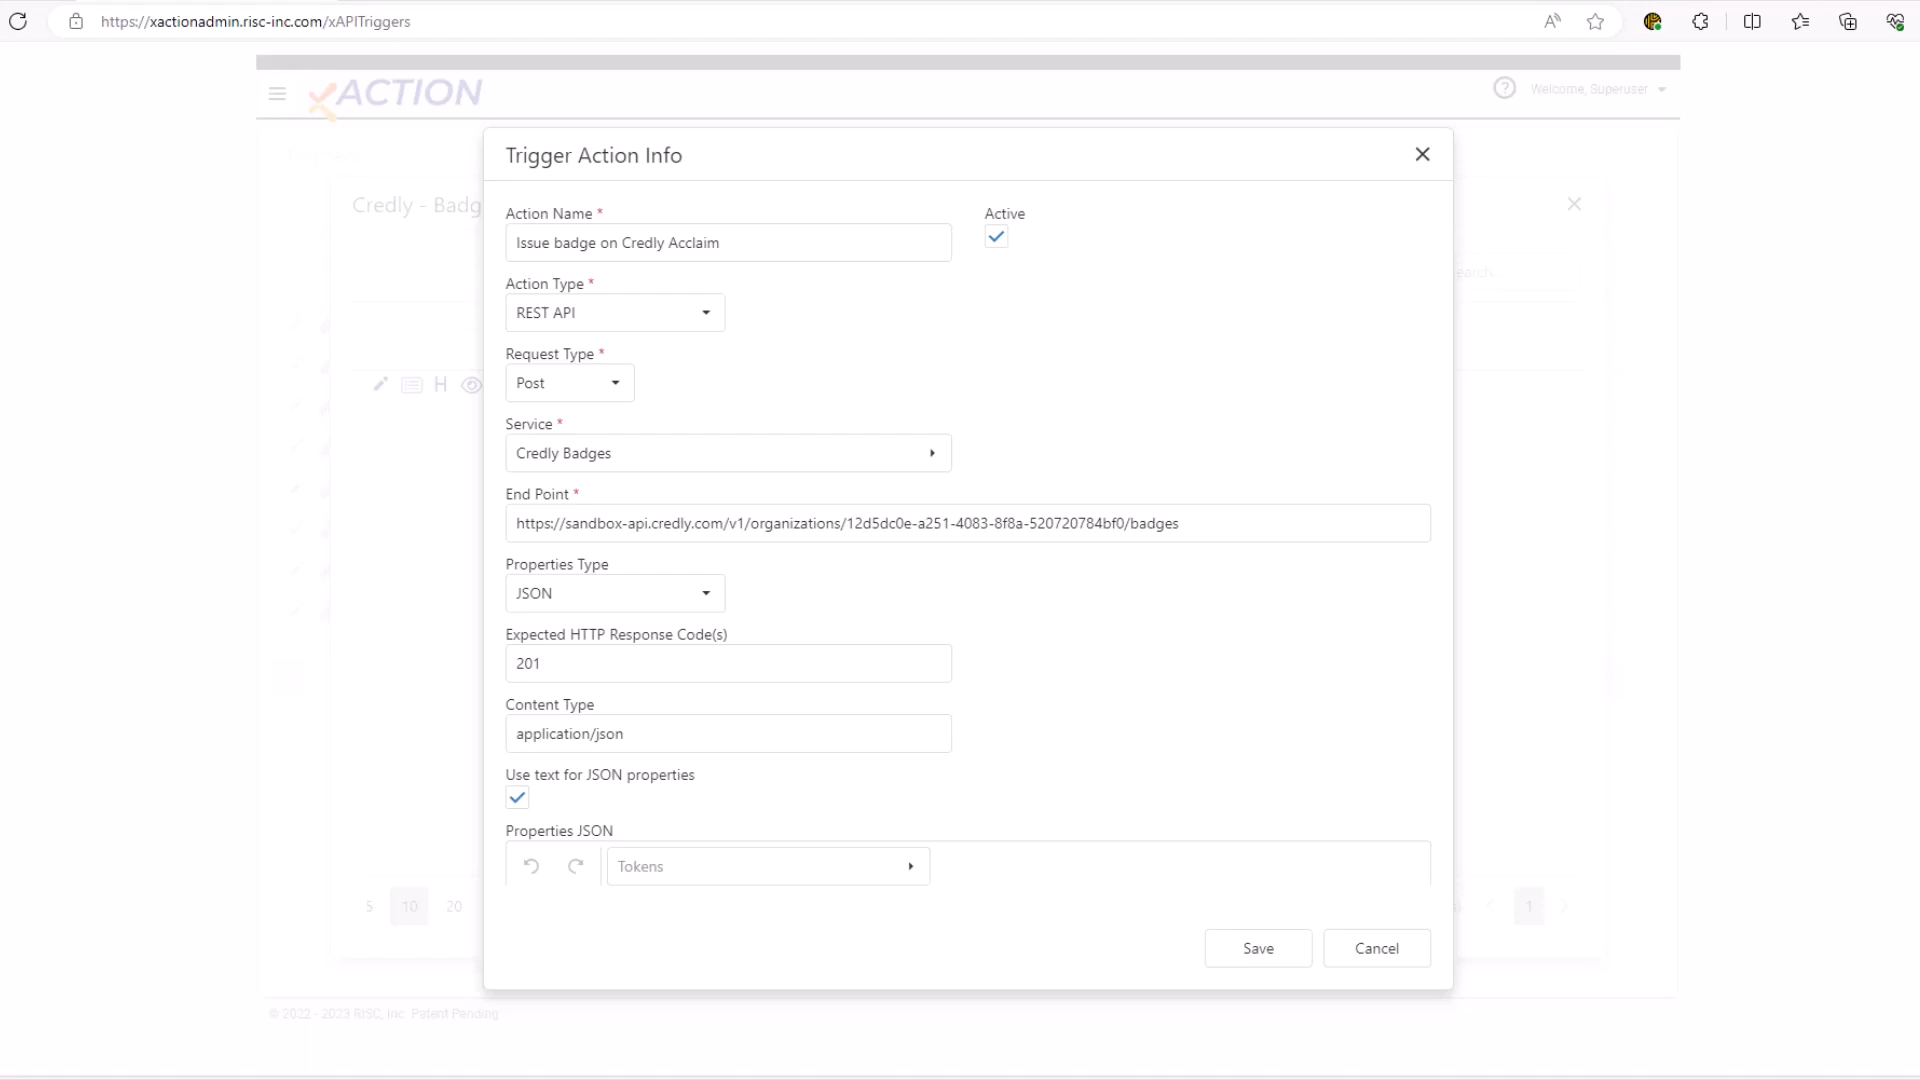 https://xactionadmin.risc-inc.com/xAPITriggers
ACTION
Welcome, Superuser
Trigger Action Info
Credly - Badg
Action Name *
Active
Issue badge on Credly Acclaim
earch...
Action Type *
REST API
Request Type *
H
Post
Service *
Credly Badges
End Point *
https://sandbox-api.credly.com/v1/organizations/12d5dc0e-a251-4083-8f8a-520720784bf0/badges
Properties Type
JSON
Expected HTTP Response Code(s)
201
Content Type
application/json
Use text for JSON properties
Properties JSON
Tokens
5 10 20
1
Save Cancel
© 2022 - 2023 RISC, Inc. Patent Pending